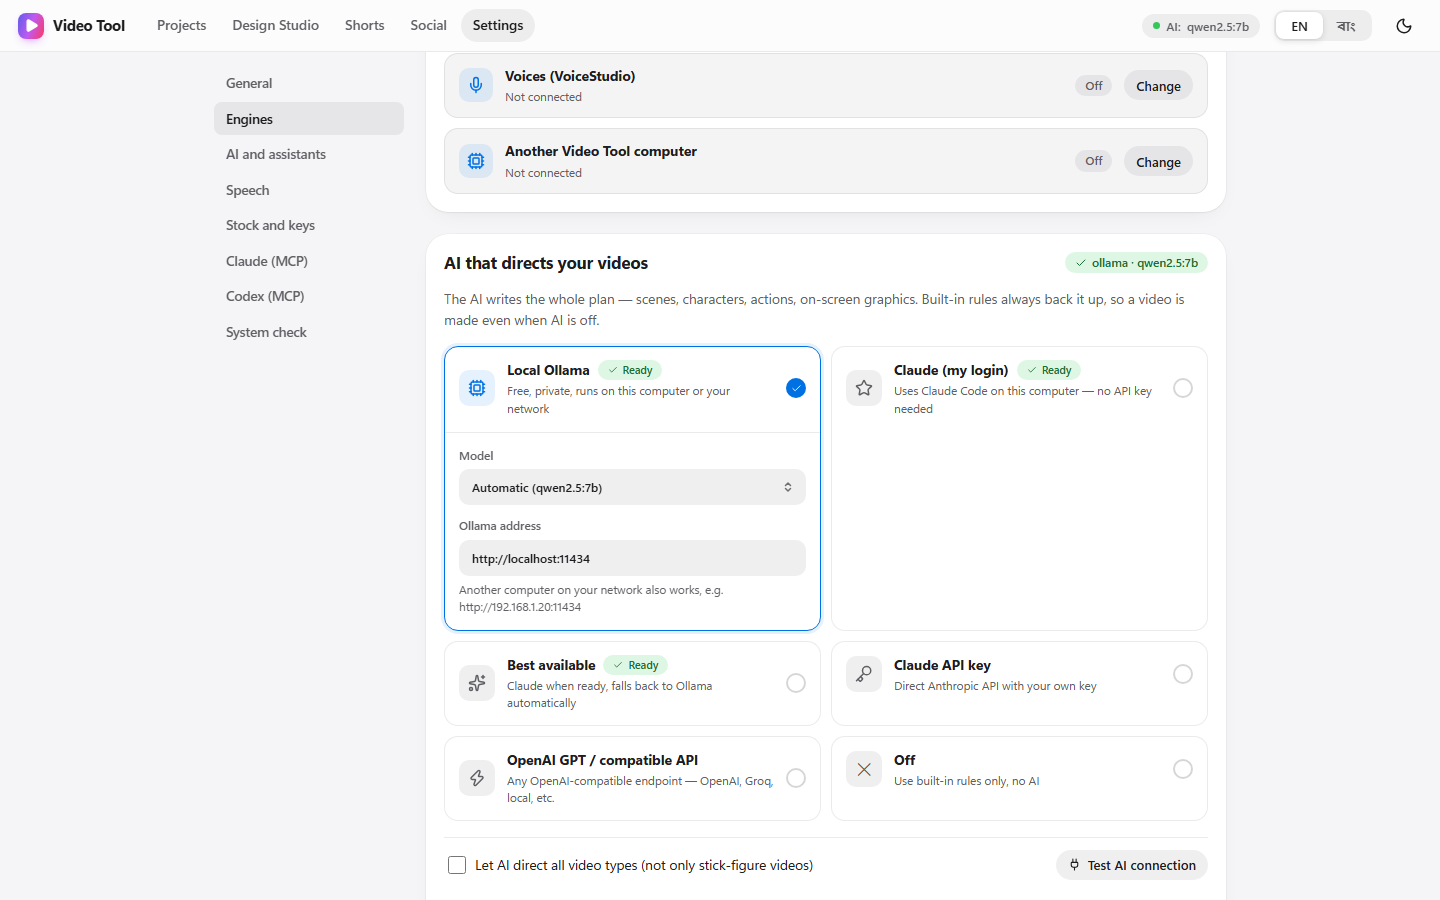 Video Tool
Projects
Design Studio
Shorts
Social
Settings
AI: qwen2.5:7b
EN
বাং
General
Engines
AI and assistants
Speech
Stock and keys
Claude (MCP)
Codex (MCP)
System check
Voices (VoiceStudio)
Not connected
Off
Change
Another Video Tool computer
Not connected
Off
Change
AI that directs your videos
ollama · qwen2.5:7b
The AI writes the whole plan — scenes, characters, actions, on-screen graphics. Built-in rules always back it up, so a video is
made even when AI is off.
Local Ollama
Ready
Free, private, runs on this computer or your
network
Model
Automatic (qwen2.5:7b)
Ollama address
http://localhost:11434
Another computer on your network also works, e.g.
http://192.168.1.20:11434
Claude (my login)
Ready
Uses Claude Code on this computer — no API key
needed
Best available
Ready
Claude when ready, falls back to Ollama
automatically
Claude API key
Direct Anthropic API with your own key
OpenAI GPT / compatible API
Any OpenAI-compatible endpoint — OpenAI, Groq,
local, etc.
Off
Use built-in rules only, no AI
Let AI direct all video types (not only stick-figure videos)
Test AI connection